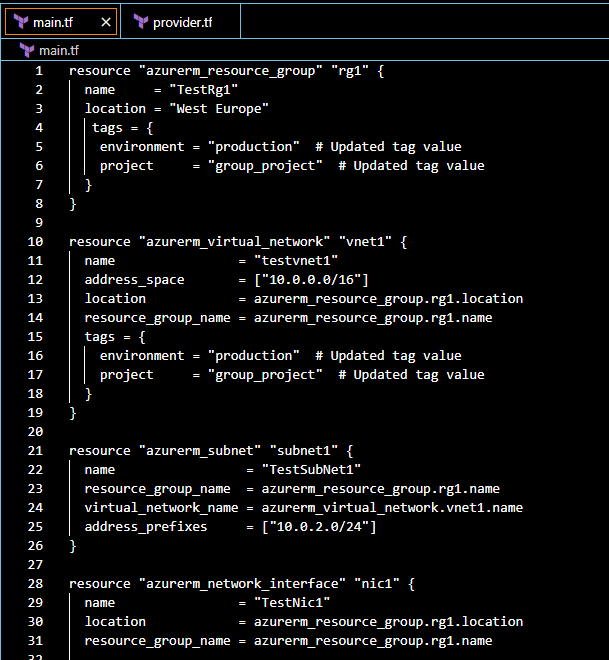 main.tf × provider.tf
main.tf
1 resource "azurerm_resource_group" "rg1" {
2   name     = "TestRg1"
3   location = "West Europe"
4    tags = {
5     environment = "production"  # Updated tag value
6     project     = "group_project"  # Updated tag value
7   }
8 }
9
10 resource "azurerm_virtual_network" "vnet1" {
11   name                = "testvnet1"
12   address_space       = ["10.0.0.0/16"]
13   location            = azurerm_resource_group.rg1.location
14   resource_group_name = azurerm_resource_group.rg1.name
15   tags = {
16     environment = "production"  # Updated tag value
17     project     = "group_project"  # Updated tag value
18   }
19 }
20
21 resource "azurerm_subnet" "subnet1" {
22   name                 = "TestSubNet1"
23   resource_group_name  = azurerm_resource_group.rg1.name
24   virtual_network_name = azurerm_virtual_network.vnet1.name
25   address_prefixes     = ["10.0.2.0/24"]
26 }
27
28 resource "azurerm_network_interface" "nic1" {
29   name                = "TestNic1"
30   location            = azurerm_resource_group.rg1.location
31   resource_group_name = azurerm_resource_group.rg1.name
32